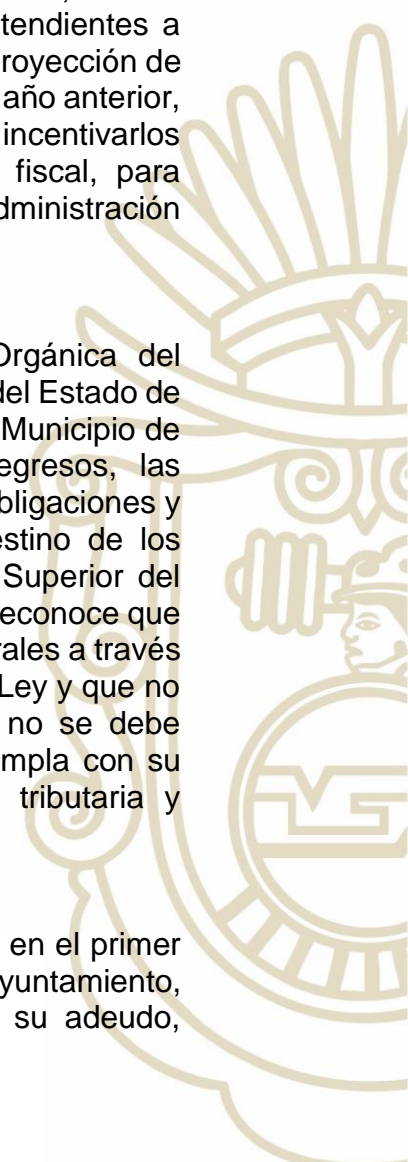 tendientes a
royección de
año anterior,
incentivarlos
fiscal, para
dministración
Orgánica del
del Estado de
Municipio de
egresos, las
bligaciones y
estino de los
Superior del
econoce que
rales a través
Ley y que no
no se debe
mpla con su
tributaria y
en el primer
yuntamiento,
su adeudo,